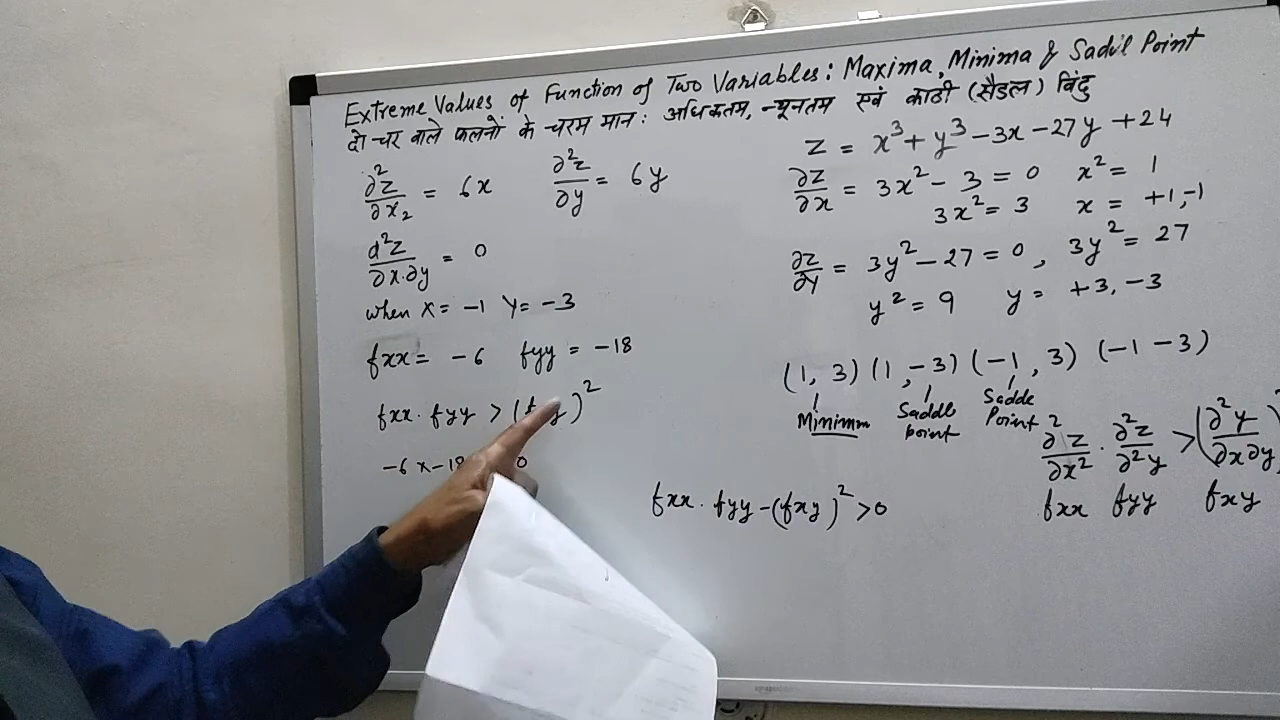 Extreme Values of Function of Two Variables: Maxima, Minima & Sadil Point
दो चर वाले फलनों के चरम मान: अधिकतम, न्यूनतम एवं काठी (सैडल) बिंदु
∂²z/∂x₂ = 6x ∂²z/∂y = 6y
d²z/∂x.∂y = 0
when x = -1 y = -3
fxx = -6 fyy = -18
fxx. fyy > ( y)²
-6 x -18 0
z = x³ + y³ - 3x - 27y + 24
∂z/∂x = 3x² - 3 = 0 x² = 1
3x² = 3 x = +1, -1
∂z/∂y = 3y² - 27 = 0, 3y² = 27
y² = 9 y = +3, -3
(1, 3) (1, -3) (-1, 3) (-1 -3)
Minimm Saddl point Sadde Point
∂²z/∂x² . ∂²z/∂²y > (∂²y/∂x∂y)
fxx fyy fxy
fxx. fyy - (fxy)² > 0